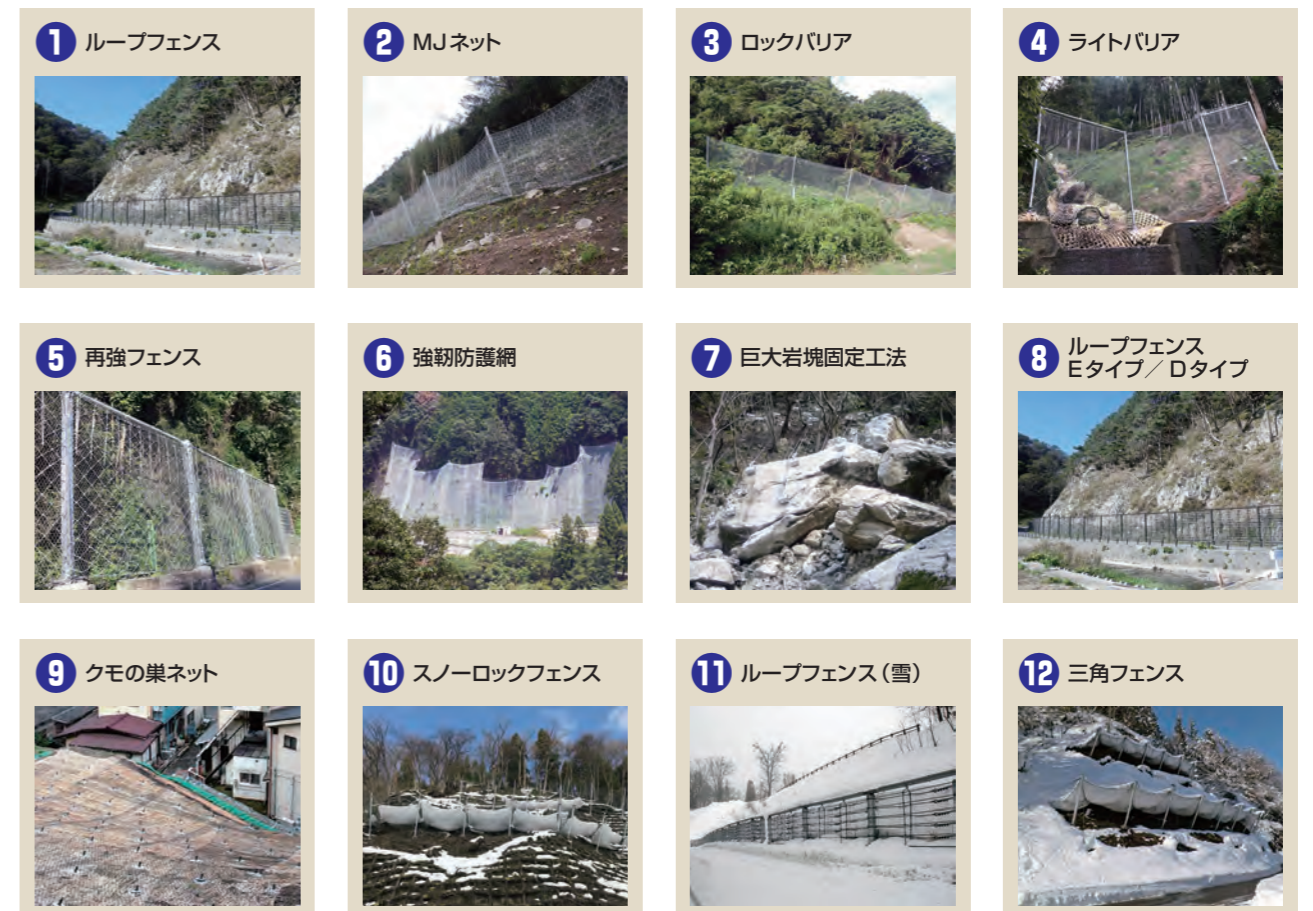 1 ループフェンス
2 MJネット
3 ロックバリア
4 ライトバリア
5 再強フェンス
6 強靭防護網
7 巨大岩塊固定工法
8 ループフェンス
Eタイプ／Dタイプ
9 クモの巣ネット
10 スノーロックフェンス
11 ループフェンス（雪）
12 三角フェンス